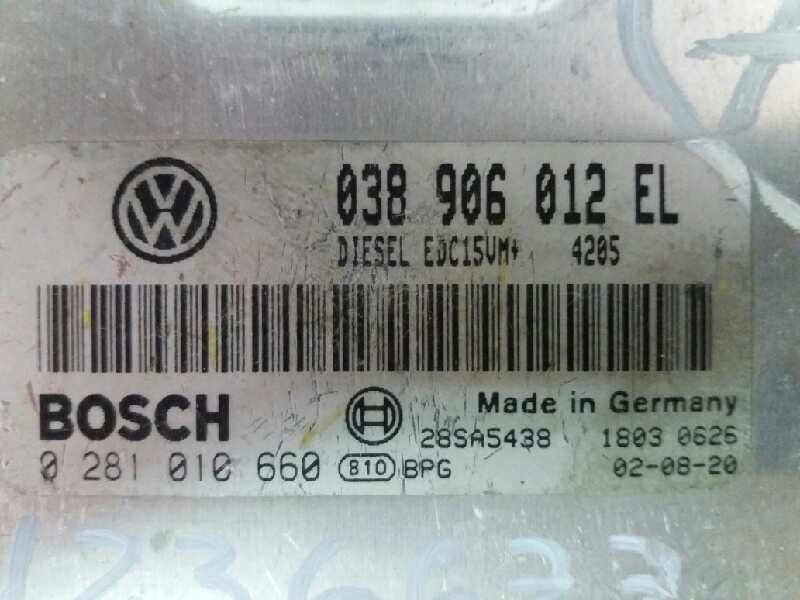 038 906 012 EL
DIESEL EDC15VM+ 4205
BOSCH
Made in Germany
28SA5438 1803 0626
0 281 010 660 810 BPG 02-08-20